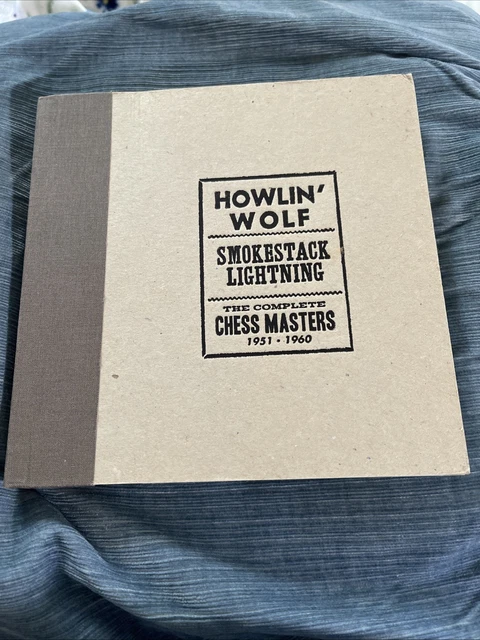 HOWLIN'
WOLF
SMOKESTACK
LIGHTNING
THE COMPLETE
CHESS MASTERS
1951 - 1960